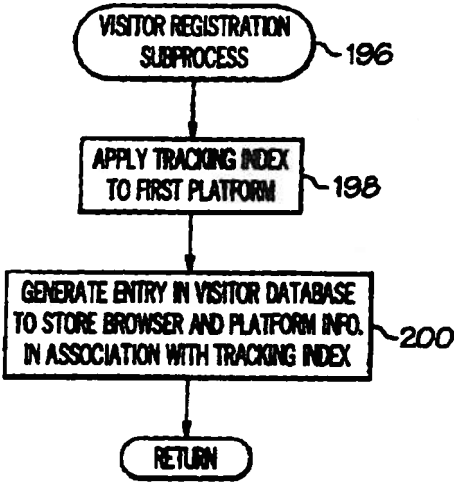 VISITOR REGISTRATION
SUBPROCESS
196
APPLY TRACKING INDEX
TO FIRST PLATFORM
198
GENERATE ENTRY IN VISITOR DATABASE
TO STORE BROWSER AND PLATFORM INFO.
IN ASSOCIATION WITH TRACKING INDEX
200
RETURN